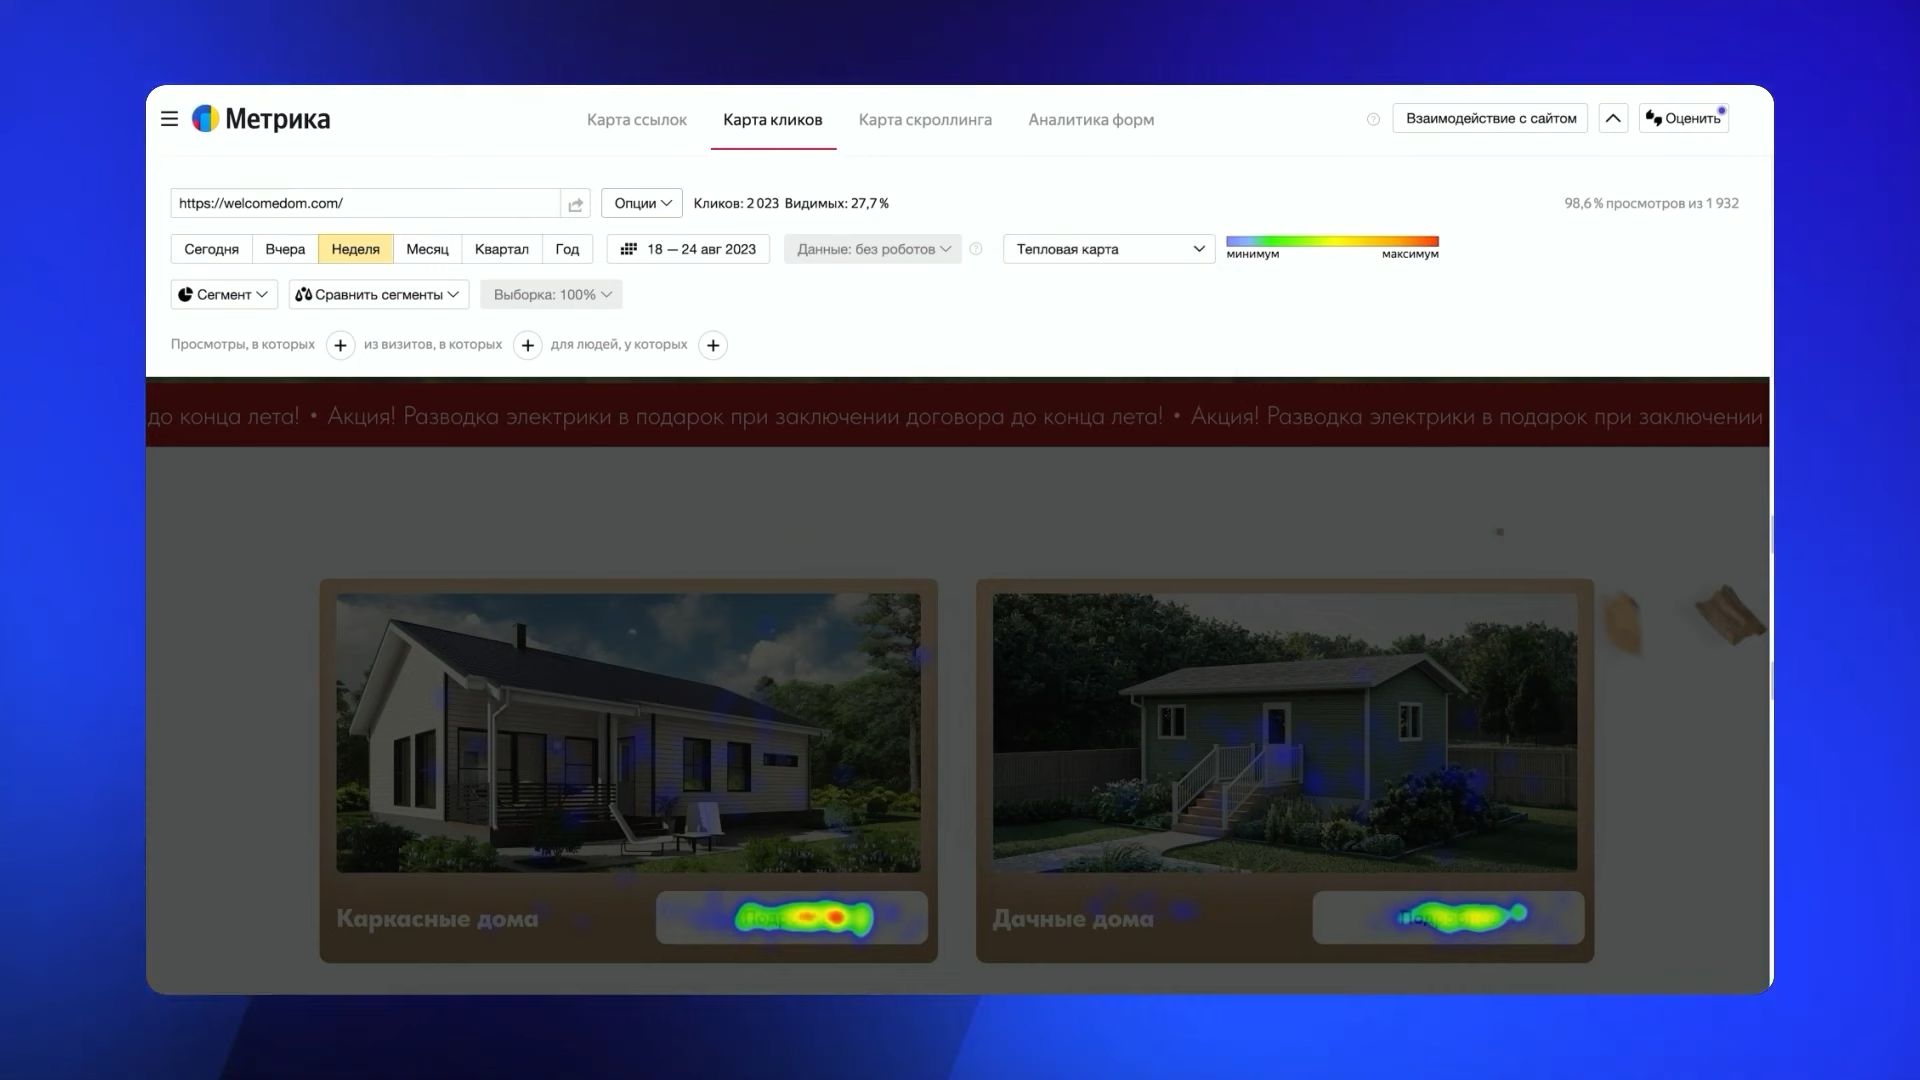 Метрика
Карта ссылок
Карта кликов
Карта скроллинга
Аналитика форм
Взаимодействие с сайтом
Оценить
https://welcomedom.com/
Опции
Кликов: 2 023 Видимых: 27,7 %
98,6 % просмотров из 1 932
Сегодня
Вчера
Неделя
Месяц
Квартал
Год
18 — 24 авг 2023
Данные: без роботов
Тепловая карта
минимум
максимум
Сегмент
Сравнить сегменты
Выборка: 100%
Просмотры, в которых
из визитов, в которых
для людей, у которых
до конца лета! • Акция! Разводка электрики в подарок при заключении договора до конца лета! • Акция! Разводка электрики в подарок при заключении
Каркасные дома
Дачные дома